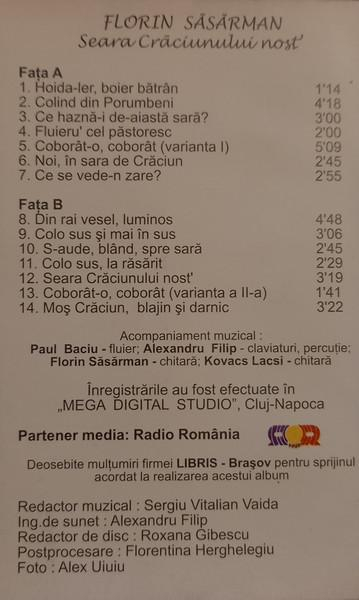 FLORIN SĂSĂRMAN
Seara Crăciunului nost'
Fața A
1. Hoida-ler, boier bătrân 1'14
2. Colind din Porumbeni 4'18
3. Ce haznă-i de-aiastă sară? 3'00
4. Fluieru' cel păstoresc 2'00
5. Coborât-o, coborât (varianta I) 5'09
6. Noi, în sara de Crăciun 2'45
7. Ce se vede-n zare? 2'55
Fața B
8. Din rai vesel, luminos 4'48
9. Colo sus și mai în sus 3'06
10. S-aude, blând, spre sară 2'45
11. Colo sus, la răsărit 2'29
12. Seara Crăciunului nost' 3'19
13. Coborât-o, coborât (varianta a II-a) 1'41
14. Moș Crăciun, blajin și darnic 3'22
Acompaniament muzical :
Paul Baciu - fluier; Alexandru Filip - claviaturi, percuție;
Florin Săsărman - chitară; Kovacs Lacsi - chitară
Înregistrările au fost efectuate în
„MEGA DIGITAL STUDIO”, Cluj-Napoca
Partener media: Radio România
Deosebite mulțumiri firmei LIBRIS - Brașov pentru sprijinul
acordat la realizarea acestui album
Redactor muzical : Sergiu Vitalian Vaida
Ing.de sunet : Alexandru Filip
Redactor de disc : Roxana Gibescu
Postprocesare : Florentina Herghelegiu
Foto : Alex Uiuiu